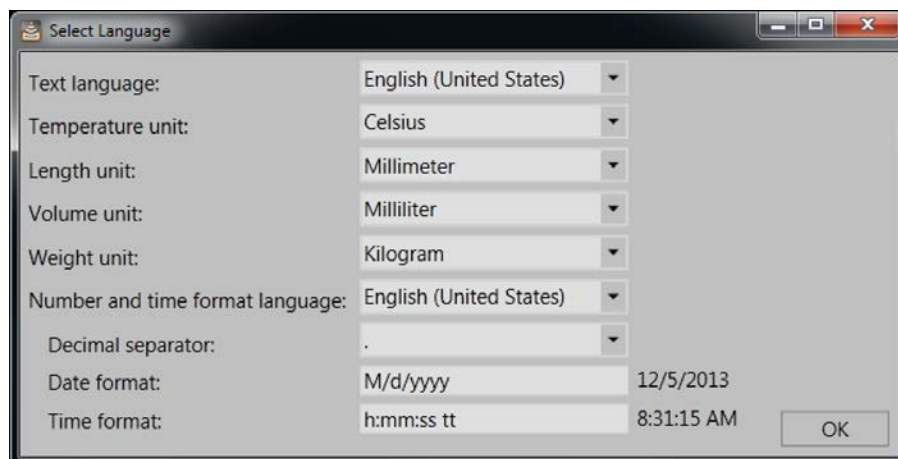 Select Language
Text language: English (United States)
Temperature unit: Celsius
Length unit: Millimeter
Volume unit: Milliliter
Weight unit: Kilogram
Number and time format language: English (United States)
Decimal separator: .
Date format: M/d/yyyy 12/5/2013
Time format: h:mm:ss tt 8:31:15 AM
OK